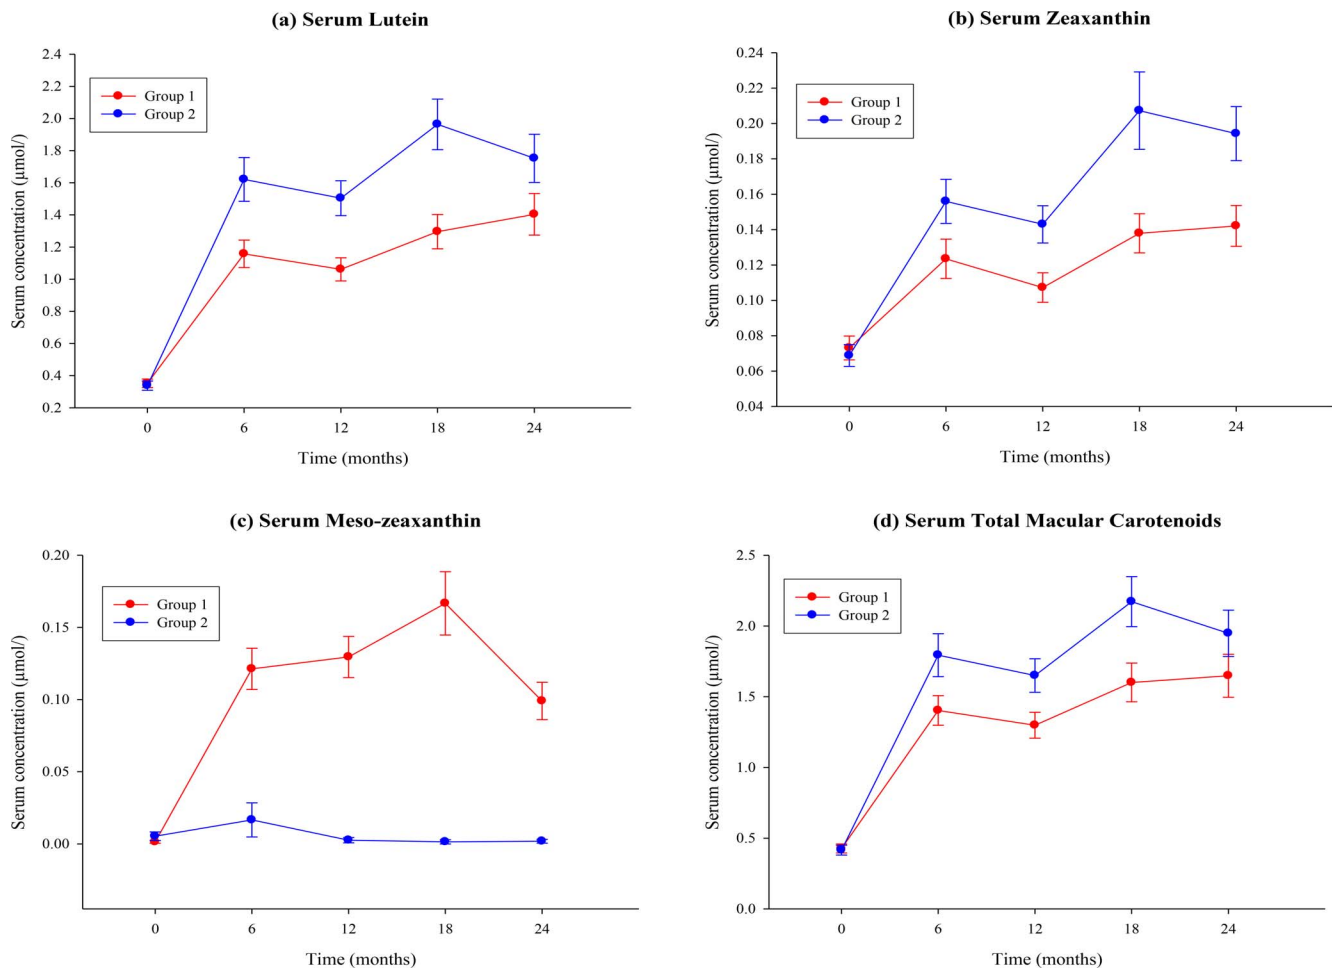 (a) Serum Lutein
Serum concentration (μmol/)
2.4
2.2
2.0
1.8
1.6
1.4
1.2
1.0
0.8
0.6
0.4
0.2
Group 1
Group 2
0 6 12 18 24
Time (months)
(b) Serum Zeaxanthin
Serum concentration (μmol/)
0.24
0.22
0.20
0.18
0.16
0.14
0.12
0.10
0.08
0.06
0.04
Group 1
Group 2
0 6 12 18 24
Time (months)
(c) Serum Meso-zeaxanthin
Serum concentration (μmol/)
0.20
0.15
0.10
0.05
0.00
Group 1
Group 2
0 6 12 18 24
Time (months)
(d) Serum Total Macular Carotenoids
Serum concentration (μmol/)
2.5
2.0
1.5
1.0
0.5
0.0
Group 1
Group 2
0 6 12 18 24
Time (months)